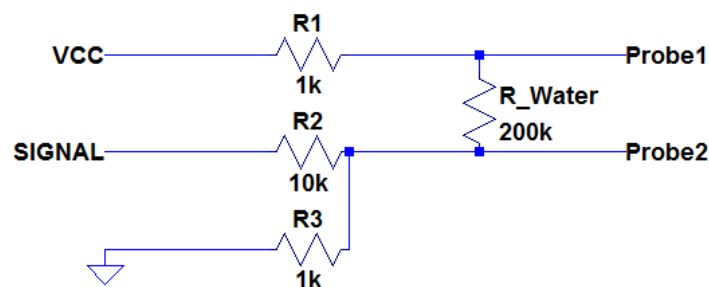 R1
VCC
Probe1
1k
R_Water
200k
R2
SIGNAL
Probe2
10k
R3
1k